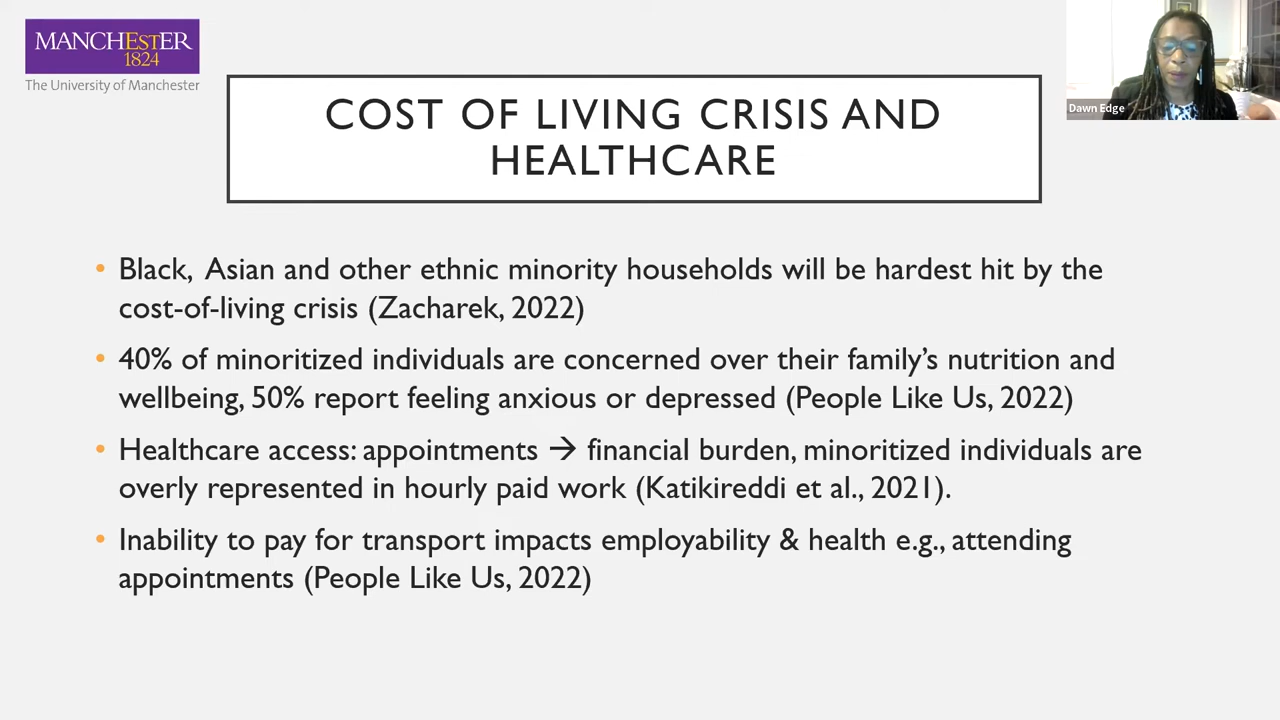 MANCHESTER
1824
The University of Manchester
Dawn Edge
COST OF LIVING CRISIS AND
HEALTHCARE
• Black, Asian and other ethnic minority households will be hardest hit by the
cost-of-living crisis (Zacharek, 2022)
• 40% of minoritized individuals are concerned over their family’s nutrition and
wellbeing, 50% report feeling anxious or depressed (People Like Us, 2022)
• Healthcare access: appointments → financial burden, minoritized individuals are
overly represented in hourly paid work (Katikireddi et al., 2021).
• Inability to pay for transport impacts employability & health e.g., attending
appointments (People Like Us, 2022)